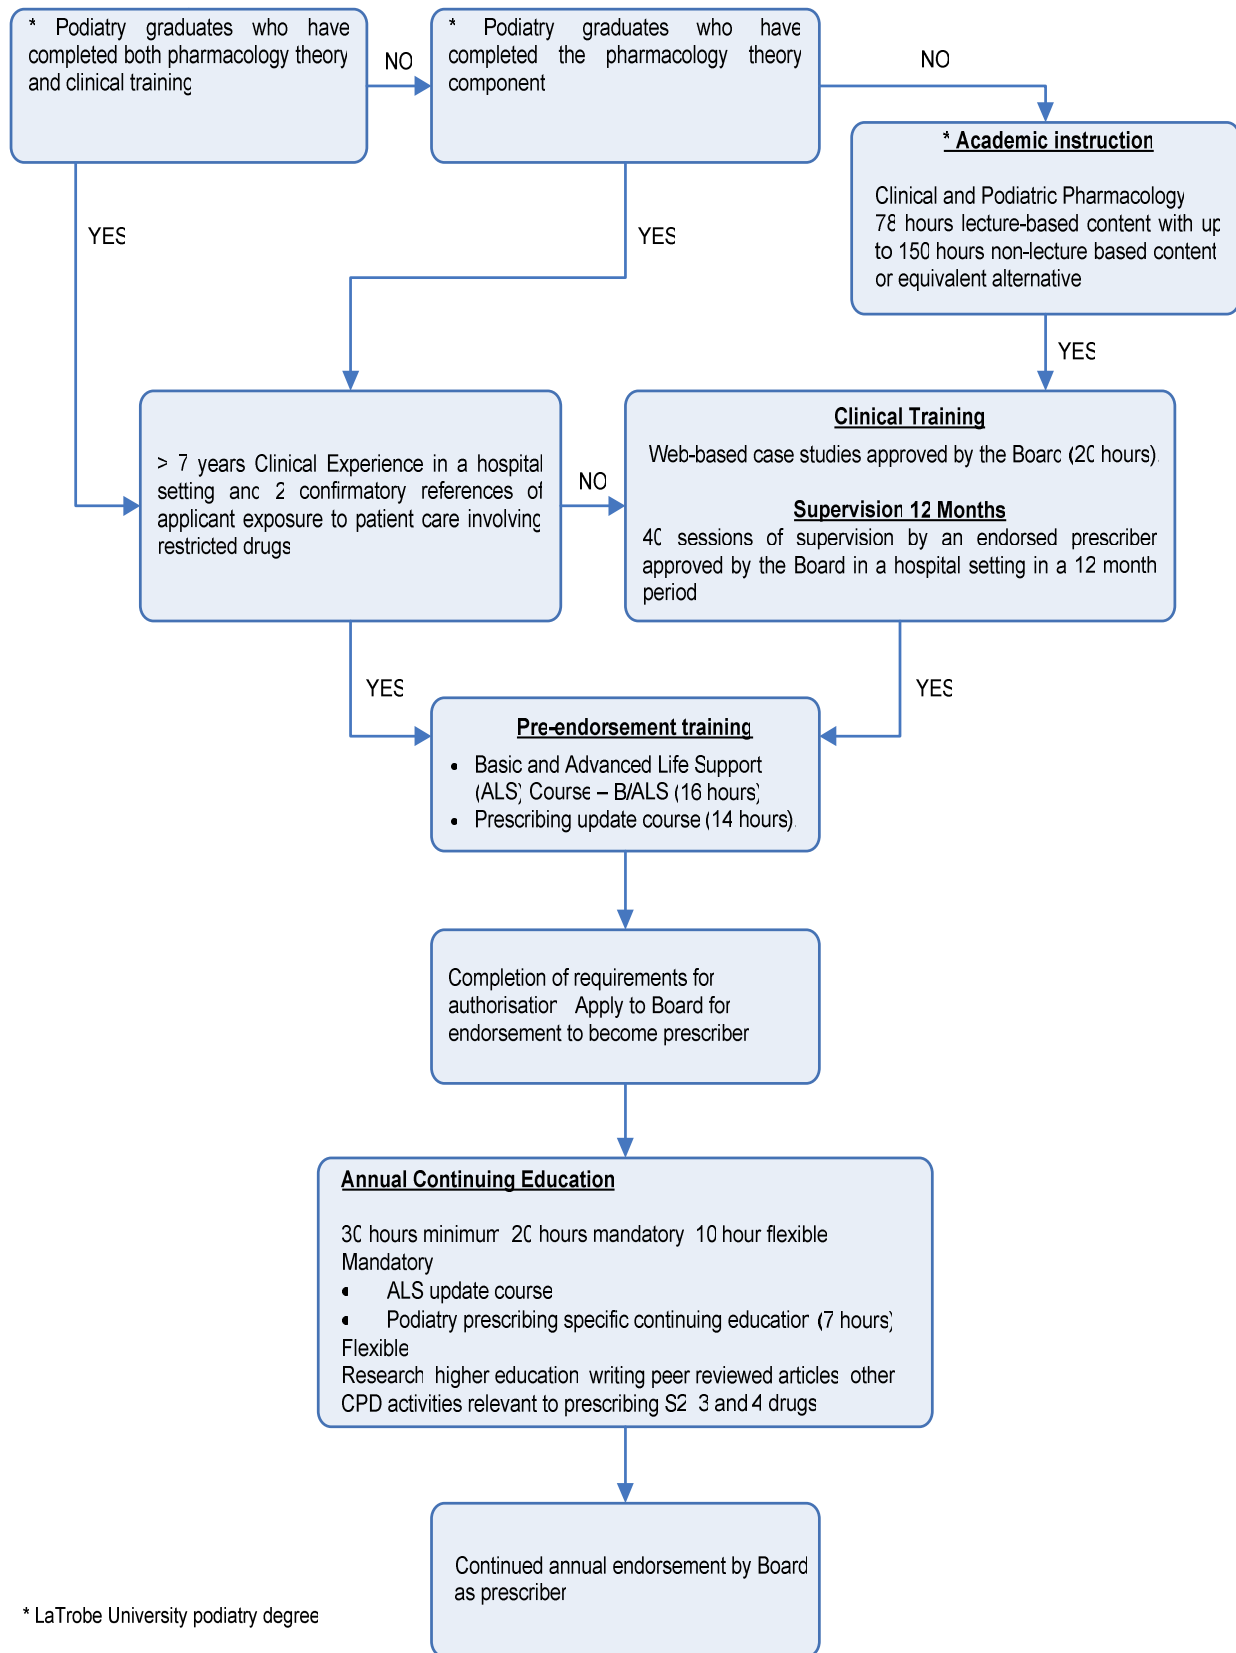 * Podiatry graduates who have
completed both pharmacology theory
and clinical training
NO
* Podiatry graduates who have
completed the pharmacology theory
component
NO
* Academic instruction
Clinical and Podiatric Pharmacology
78 hours lecture-based content with up
to 150 hours non-lecture based content
or equivalent alternative
YES
YES
YES
> 7 years Clinical Experience in a hospital
setting and 2 confirmatory references of
applicant exposure to patient care involving
restricted drugs
NO
Clinical Training
Web-based case studies approved by the Board (20 hours).
Supervision 12 Months
40 sessions of supervision by an endorsed prescriber
approved by the Board in a hospital setting in a 12 month
period
YES
YES
Pre-endorsement training
• Basic and Advanced Life Support
(ALS) Course – B/ALS (16 hours)
• Prescribing update course (14 hours).
Completion of requirements for
authorisation Apply to Board for
endorsement to become prescriber
Annual Continuing Education
30 hours minimum 20 hours mandatory 10 hour flexible
Mandatory
• ALS update course
• Podiatry prescribing specific continuing education (7 hours)
Flexible
Research higher education writing peer reviewed articles other
CPD activities relevant to prescribing S2 3 and 4 drugs
Continued annual endorsement by Board
as prescriber
* LaTrobe University podiatry degree